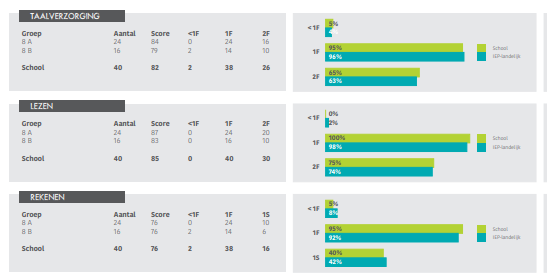 TAALVERZORGING
Groep Aantal Score <1F 1F 2F
8 A 24 84 0 24 16
8 B 16 79 2 14 10
School 40 82 2 38 26
<1F 5%
4%
1F 95%
96%
2F 65%
63%
School
IEP-landelijk
LEZEN
Groep Aantal Score <1F 1F 2F
8 A 24 87 0 24 20
8 B 16 83 0 16 10
School 40 85 0 40 30
<1F 0%
2%
1F 100%
98%
2F 75%
74%
School
IEP-landelijk
REKENEN
Groep Aantal Score <1F 1F 1S
8 A 24 76 0 24 10
8 B 16 76 2 14 6
School 40 76 2 38 16
<1F 5%
8%
1F 95%
92%
1S 40%
42%
School
IEP-landelijk